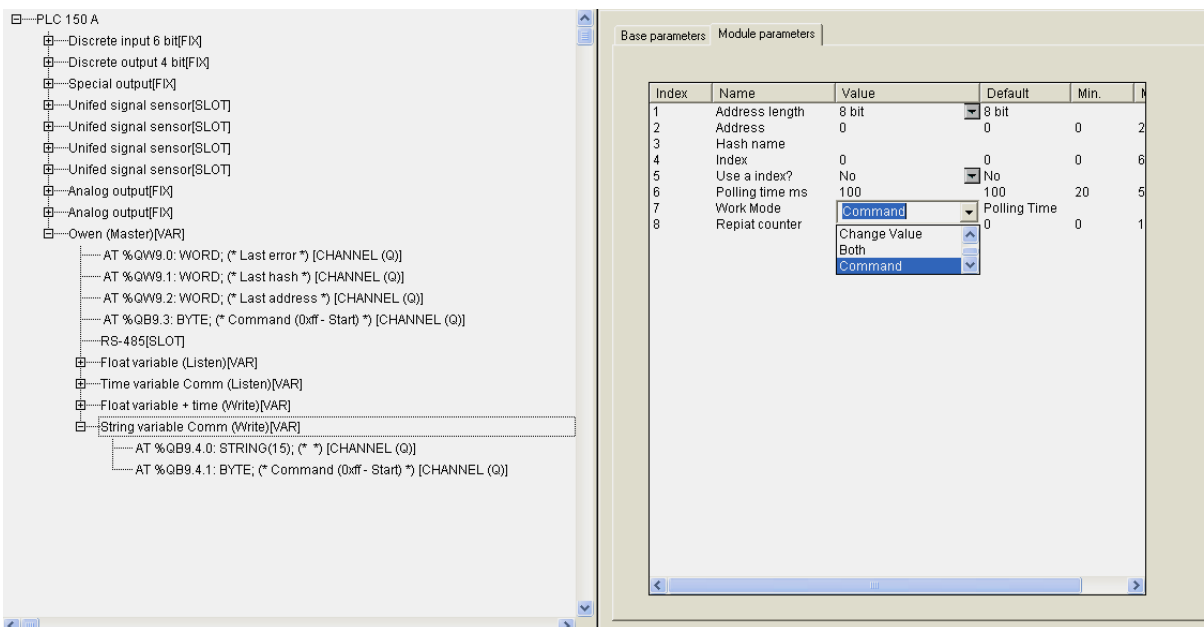 PLC 150 A
Discrete input 6 bit[FIX]
Discrete output 4 bit[FIX]
Special output[FIX]
Unifed signal sensor[SLOT]
Unifed signal sensor[SLOT]
Unifed signal sensor[SLOT]
Unifed signal sensor[SLOT]
Analog output[FIX]
Analog output[FIX]
Owen (Master)[VAR]
AT %QW9.0: WORD; (* Last error *) [CHANNEL (Q)]
AT %QW9.1: WORD; (* Last hash *) [CHANNEL (Q)]
AT %QW9.2: WORD; (* Last address *) [CHANNEL (Q)]
AT %QB9.3: BYTE; (* Command (0xff - Start) *) [CHANNEL (Q)]
RS-485[SLOT]
Float variable (Listen)[VAR]
Time variable Comm (Listen)[VAR]
Float variable + time (Write)[VAR]
String variable Comm (Write)[VAR]
AT %QB9.4.0: STRING(15); (* *) [CHANNEL (Q)]
AT %QB9.4.1: BYTE; (* Command (0xff - Start) *) [CHANNEL (Q)]
Base parameters Module parameters
Index Name Value Default Min.
1 Address length 8 bit 8 bit
2 Address 0 0 0 2
3 Hash name
4 Index 0 0 0 6
5 Use a index? No No
6 Polling time ms 100 100 20 5
7 Work Mode Command Polling Time
8 Repiat counter 0 0 1
Change Value
Both
Command